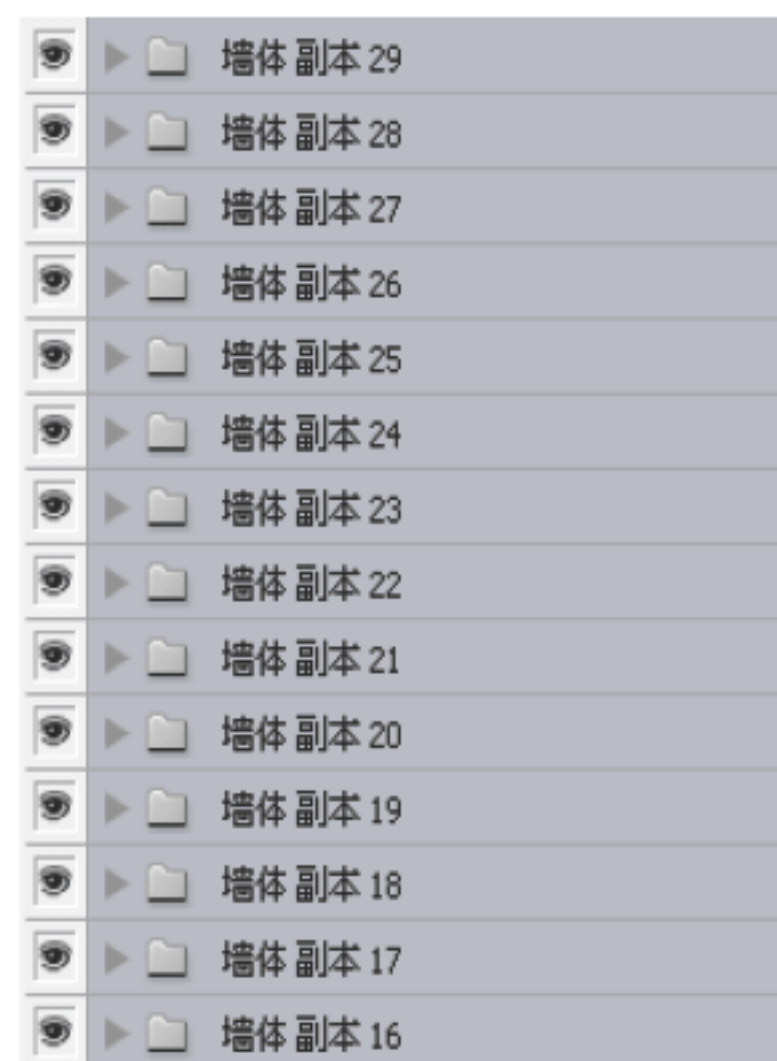 墙体 副本 29
墙体 副本 28
墙体 副本 27
墙体 副本 26
墙体 副本 25
墙体 副本 24
墙体 副本 23
墙体 副本 22
墙体 副本 21
墙体 副本 20
墙体 副本 19
墙体 副本 18
墙体 副本 17
墙体 副本 16